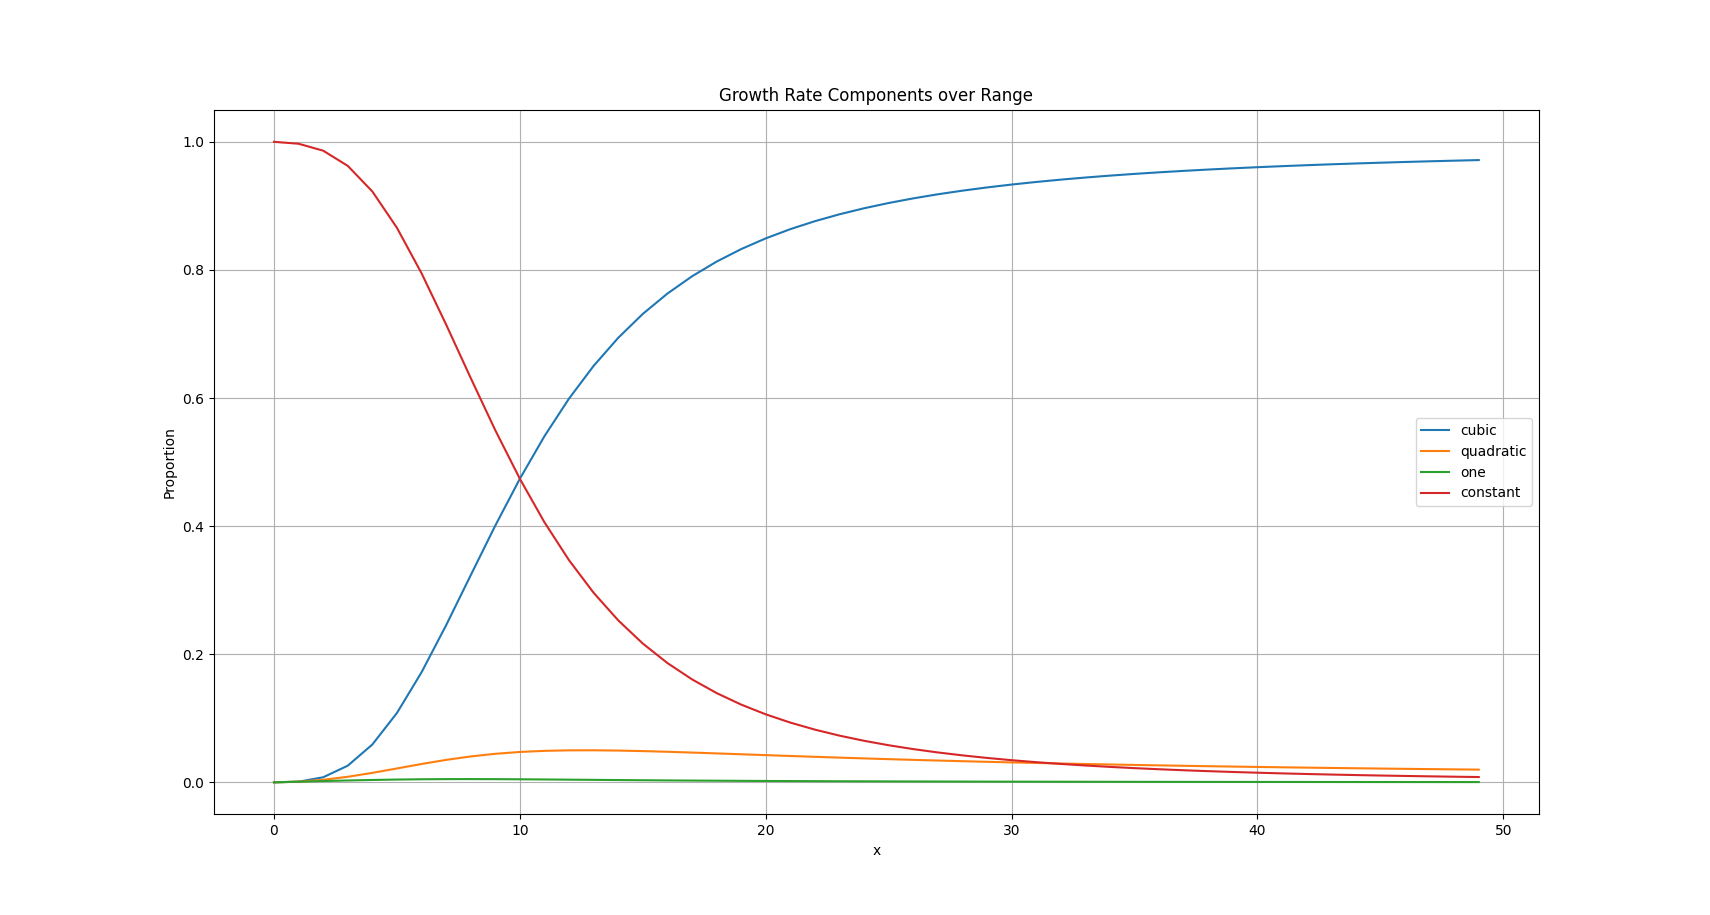 Growth Rate Components over Range
1.0
0.8
0.6
0.4
0.2
0.0
Proportion
cubic
quadratic
one
constant
0 10 20 30 40 50
x